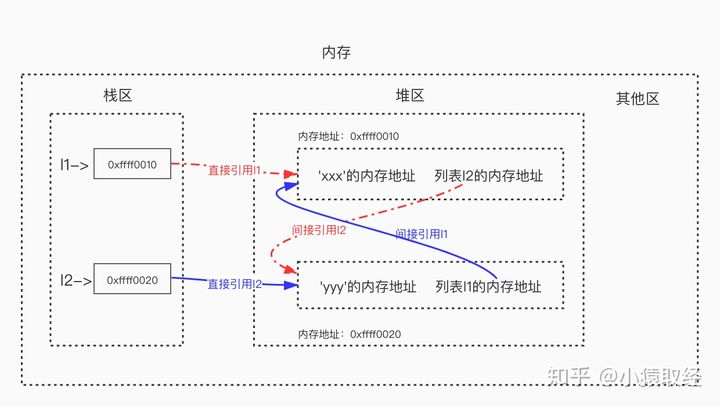 内存
栈区
堆区
其他区
内存地址：0xffff0010
l1->
0xffff0010
直接引用l1
'xxx'的内存地址
列表l2的内存地址
间接引用l2
间接引用l1
l2->
0xffff0020
直接引用l2
'yyy'的内存地址
列表l1的内存地址
内存地址：0xffff0020
知乎 @小猿取经